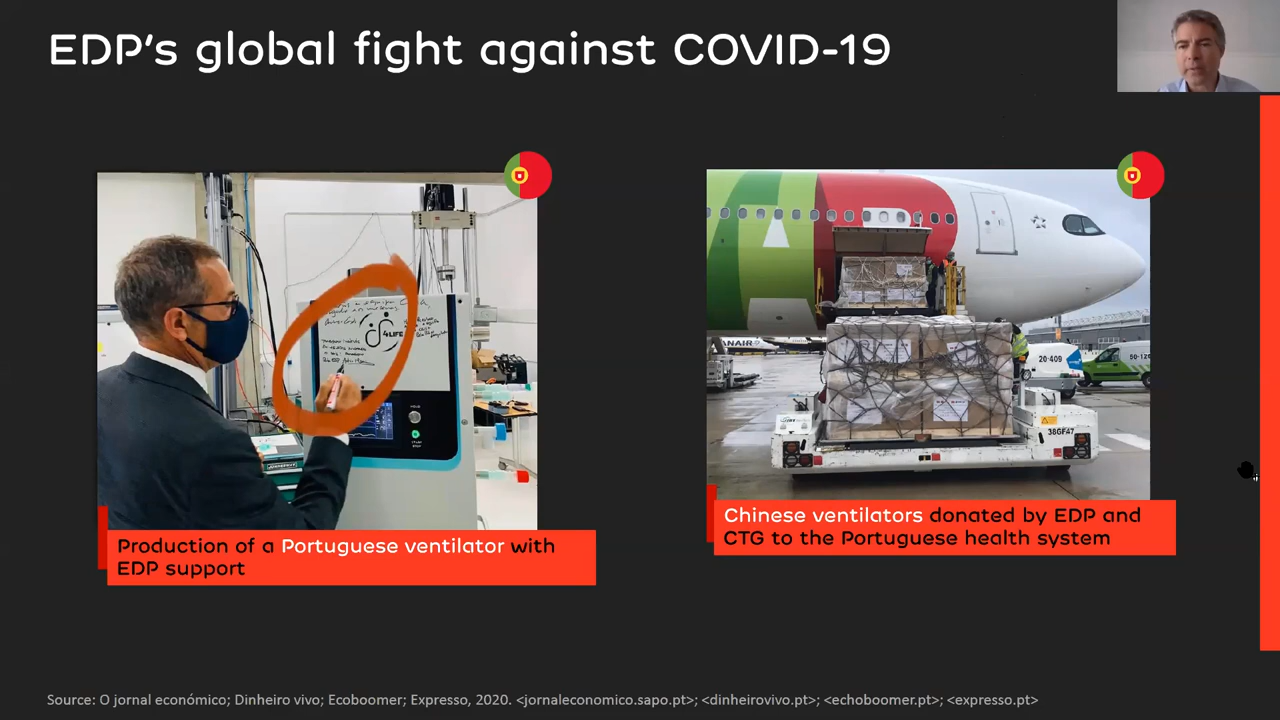 EDP's global fight against COVID-19
4LIFE
ANAIR
20·409
38GF47
Production of a Portuguese ventilator with
EDP support
Chinese ventilators donated by EDP and
CTG to the Portuguese health system
Source: O jornal económico; Dinheiro vivo; Ecoboomer; Expresso, 2020. <jornaleconomico.sapo.pt>; <dinheirovivo.pt>; <echoboomer.pt>; <expresso.pt>